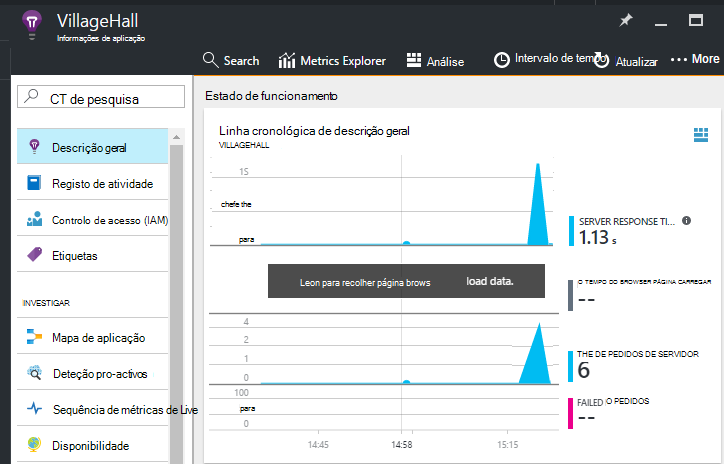 VillageHall
Informações de aplicação
Search
Metrics Explorer
Análise
Intervalo de tempo
Atualizar
More
CT de pesquisa
Descrição geral
Registo de atividade
Controlo de acesso (IAM)
Etiquetas
INVESTIGAR
Mapa de aplicação
Deteção pro-activos
Sequência de métricas de Live
Disponibilidade
Estado de funcionamento
Linha cronológica de descrição geral
VILLAGEHALL
1S
chefe the
para
SERVER RESPONSE TI...
1.13 s
Leon para recolher página brows load data.
O TEMPO DO BROWSER PÁGINA CARREGAR
--
4
2
1
0
THE DE PEDIDOS DE SERVIDOR
6
100
para
0
FAILED O PEDIDOS
--
14:45
14:58
15:15